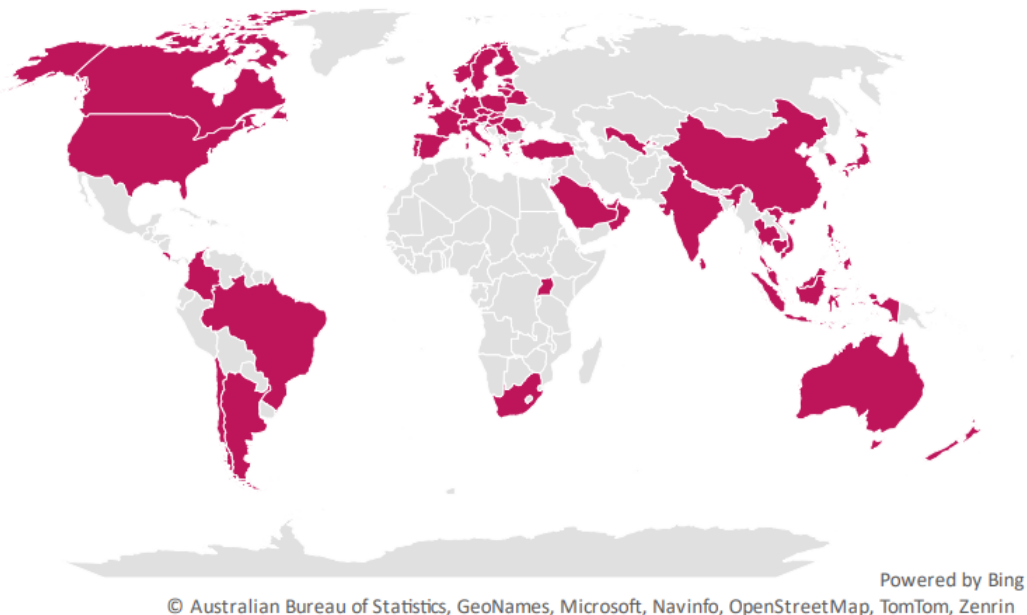 Powered by Bing
© Australian Bureau of Statistics, GeoNames, Microsoft, Navinfo, OpenStreetMap, TomTom, Zenrin